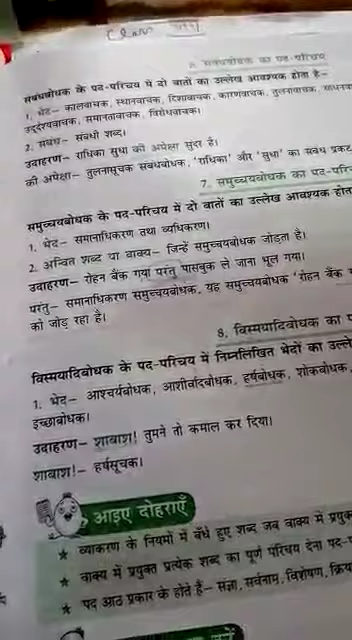 6. संबंधबोधक का पद-परिचय
संबंधबोधक के पद-परिचय में दो बातों का उल्लेख आवश्यक होता है-
1. भेद- कालवाचक, स्थानवाचक, दिशावाचक, कारणवाचक, तुलनावाचक,
उद्देश्यवाचक, समानतावाचक, विरोधवाचक।
2. संबंध- संबंधी शब्द।
उदाहरण- राधिका सुधा की अपेक्षा सुंदर है।
की अपेक्षा- तुलनासूचक संबंधबोधक, 'राधिका' और 'सुधा' का संबंध प्रकट
7. समुच्चयबोधक का पद-परि
समुच्चयबोधक के पद-परिचय में दो बातों का उल्लेख आवश्यक होता
1. भेद- समानाधिकरण तथा व्यधिकरण।
2. अन्वित शब्द या वाक्य- जिन्हें समुच्चयबोधक जोड़ता है।
उदाहरण- रोहन बैंक गया परंतु पासबुक ले जाना भूल गया।
परंतु- समानाधिकरण समुच्चयबोधक, यह समुच्चयबोधक 'रोहन बैंक
को जोड़ रहा है।
8. विस्मयादिबोधक का प
विस्मयादिबोधक के पद-परिचय में निम्नलिखित भेदों का उल्ले
1. भेद- आश्चर्यबोधक, आशीर्वादबोधक, हर्षबोधक, शोकबोधक,
इच्छाबोधक।
उदाहरण- शाबाश! तुमने तो कमाल कर दिया।
शाबाश!- हर्षसूचक।
आइए दोहराएँ
★ व्याकरण के नियमों में बँधे हुए शब्द जब वाक्य में प्रयु
★ वाक्य में प्रयुक्त प्रत्येक शब्द का पूर्ण परिचय देना पद-प
★ पद आठ प्रकार के होते हैं- संज्ञा, सर्वनाम, विशेषण, क्रिय